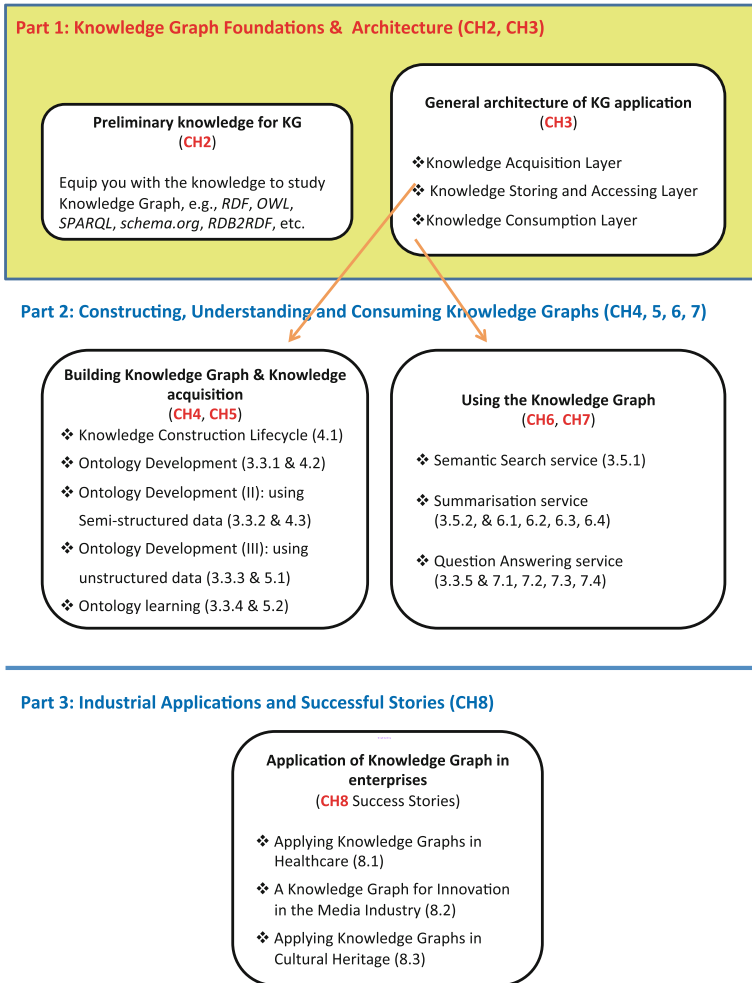 Part 1: Knowledge Graph Foundations & Architecture (CH2, CH3)
Preliminary knowledge for KG
(CH2)
Equip you with the knowledge to study
Knowledge Graph, e.g., RDF, OWL,
SPARQL, schema.org, RDB2RDF, etc.
General architecture of KG application
(CH3)
❖Knowledge Acquisition Layer
❖ Knowledge Storing and Accessing Layer
❖Knowledge Consumption Layer
Part 2: Constructing, Understanding and Consuming Knowledge Graphs (CH4, 5, 6, 7)
Building Knowledge Graph & Knowledge
acquisition
(CH4, CH5)
❖ Knowledge Construction Lifecycle (4.1)
❖ Ontology Development (3.3.1 & 4.2)
❖ Ontology Development (II): using
Semi-structured data (3.3.2 & 4.3)
❖ Ontology Development (III): using
unstructured data (3.3.3 & 5.1)
❖ Ontology learning (3.3.4 & 5.2)
Using the Knowledge Graph
(CH6, CH7)
❖ Semantic Search service (3.5.1)
❖ Summarisation service
(3.5.2, & 6.1, 6.2, 6.3, 6.4)
❖ Question Answering service
(3.3.5 & 7.1, 7.2, 7.3, 7.4)
Part 3: Industrial Applications and Successful Stories (CH8)
Application of Knowledge Graph in
enterprises
(CH8 Success Stories)
❖ Applying Knowledge Graphs in
Healthcare (8.1)
❖ A Knowledge Graph for Innovation
in the Media Industry (8.2)
❖ Applying Knowledge Graphs in
Cultural Heritage (8.3)